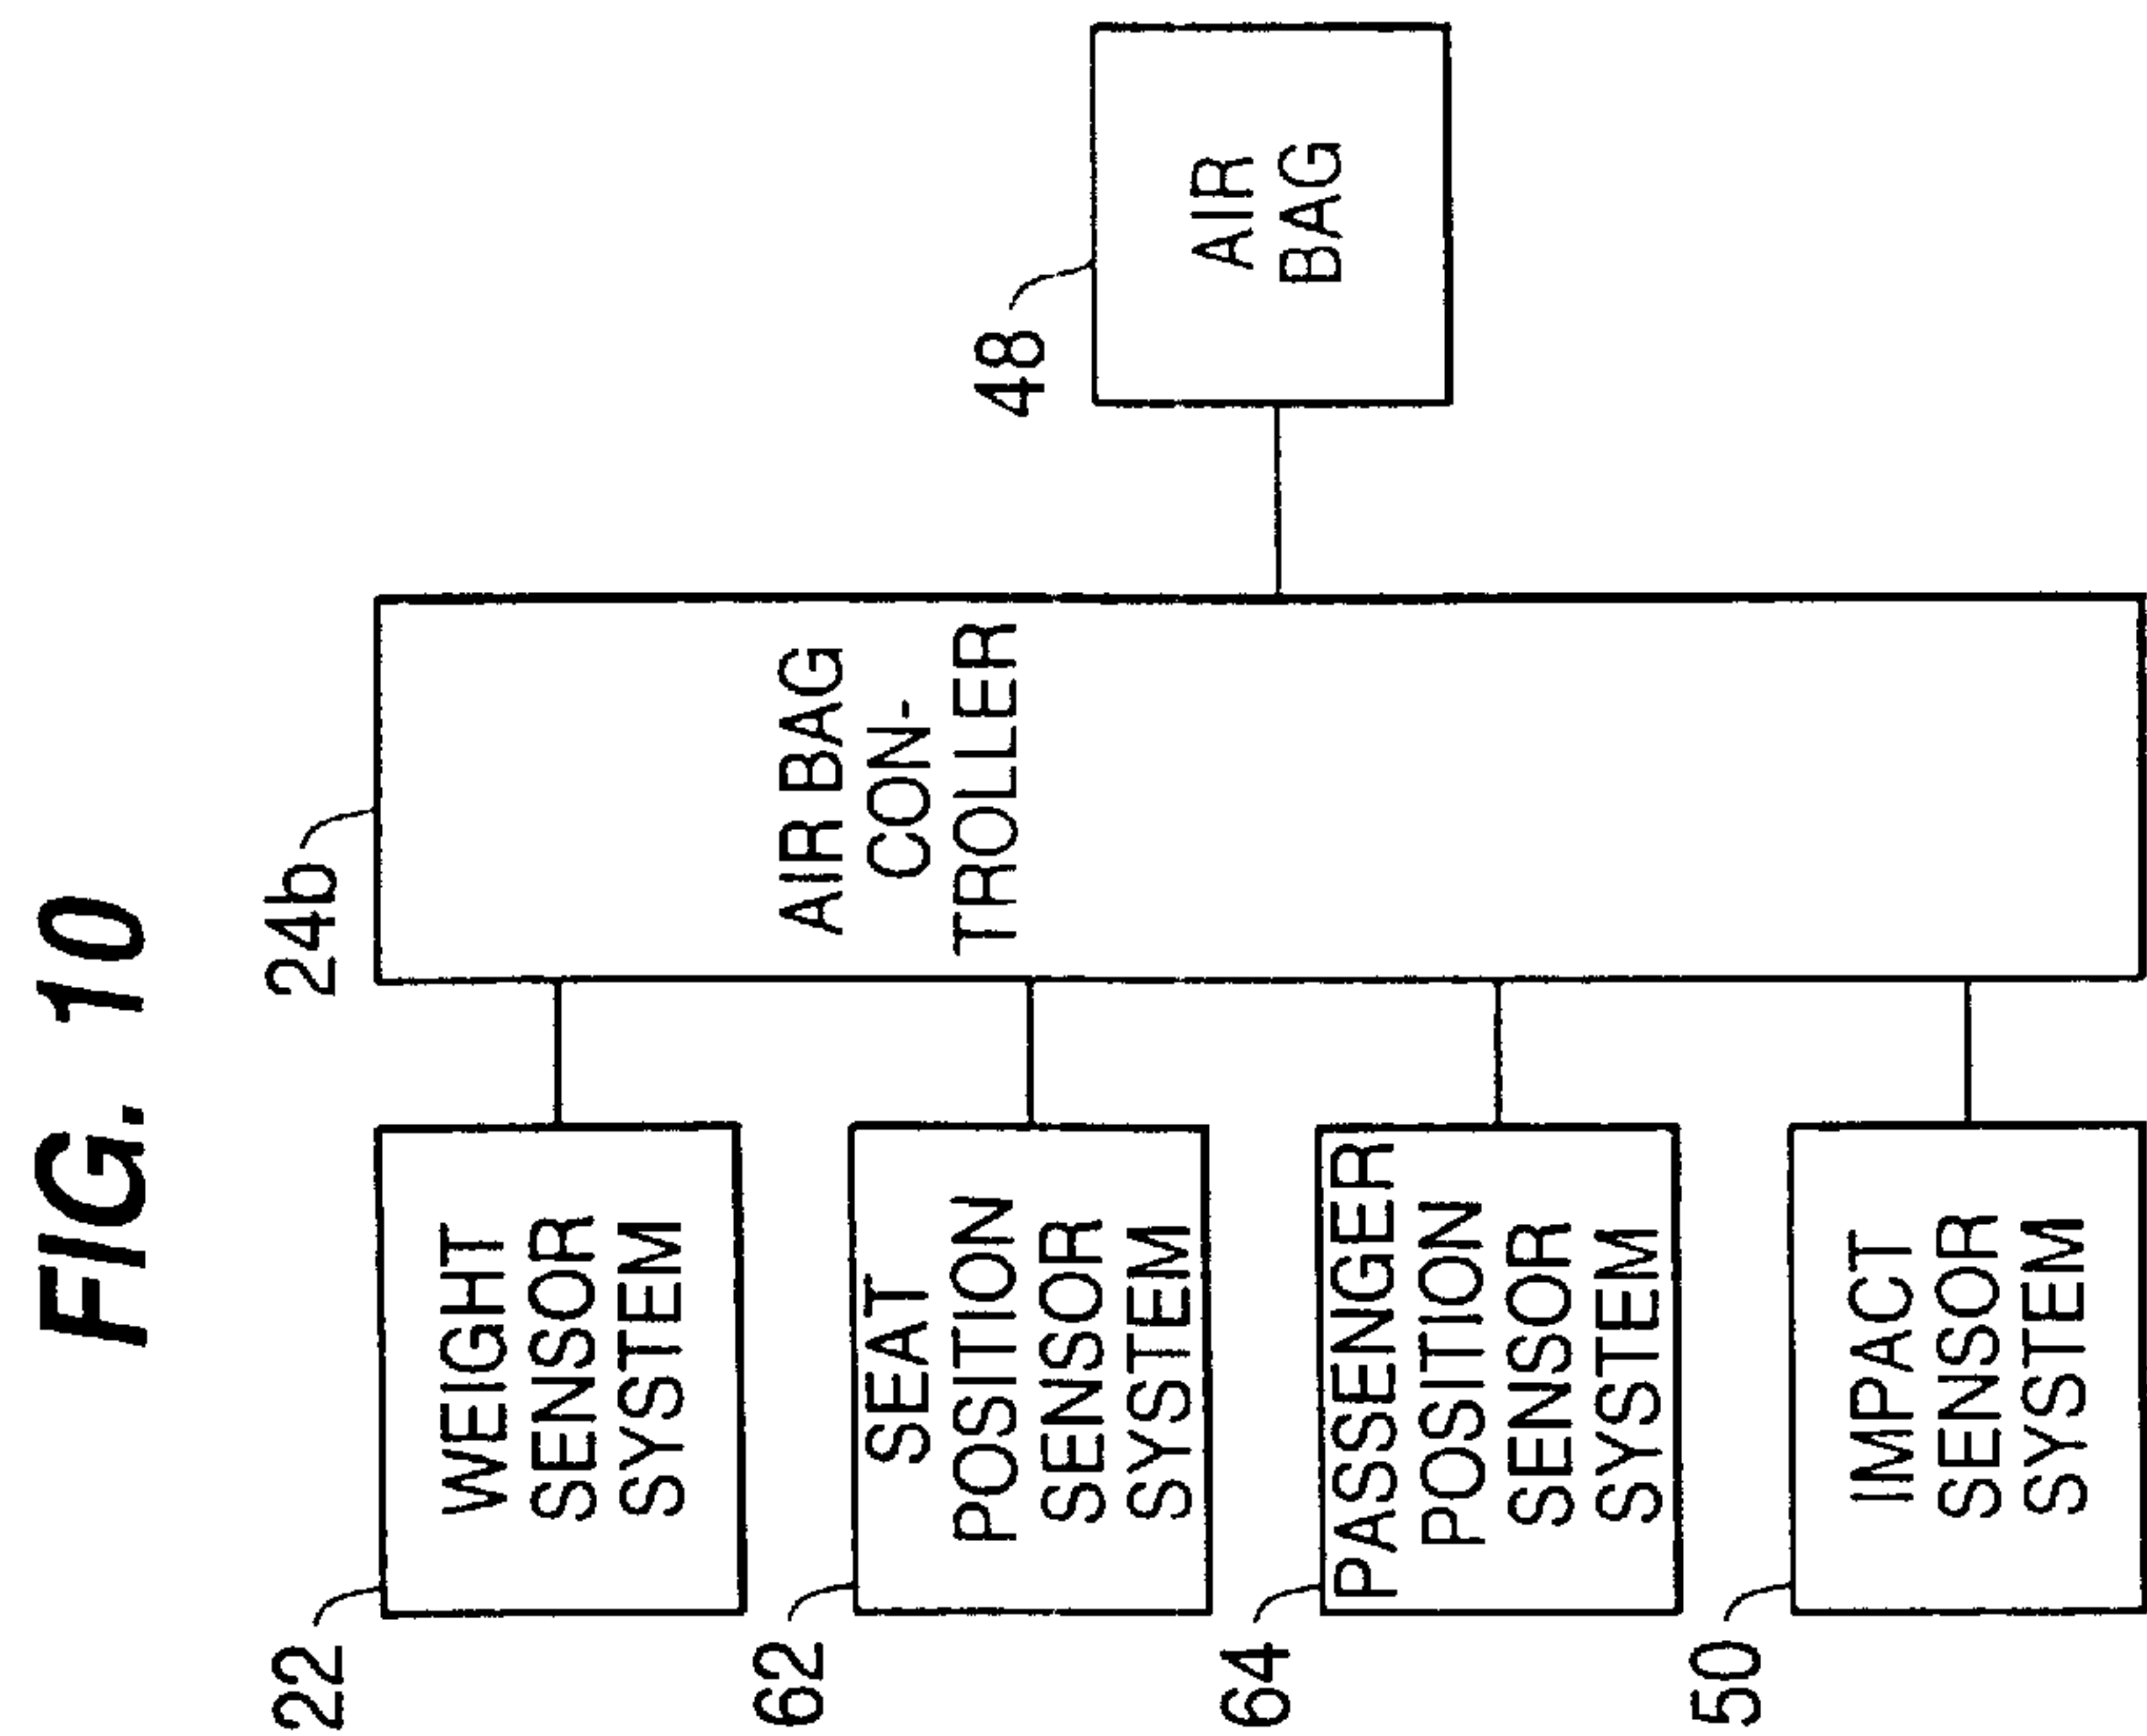 FIG. 10
22
WEIGHT
SENSOR
SYSTEM
62
SEAT
POSITION
SENSOR
SYSTEM
64
PASSENGER
POSITION
SENSOR
SYSTEM
50
IMPACT
SENSOR
SYSTEM
24b
AIR BAG
CON-
TROLLER
48
AIR
BAG